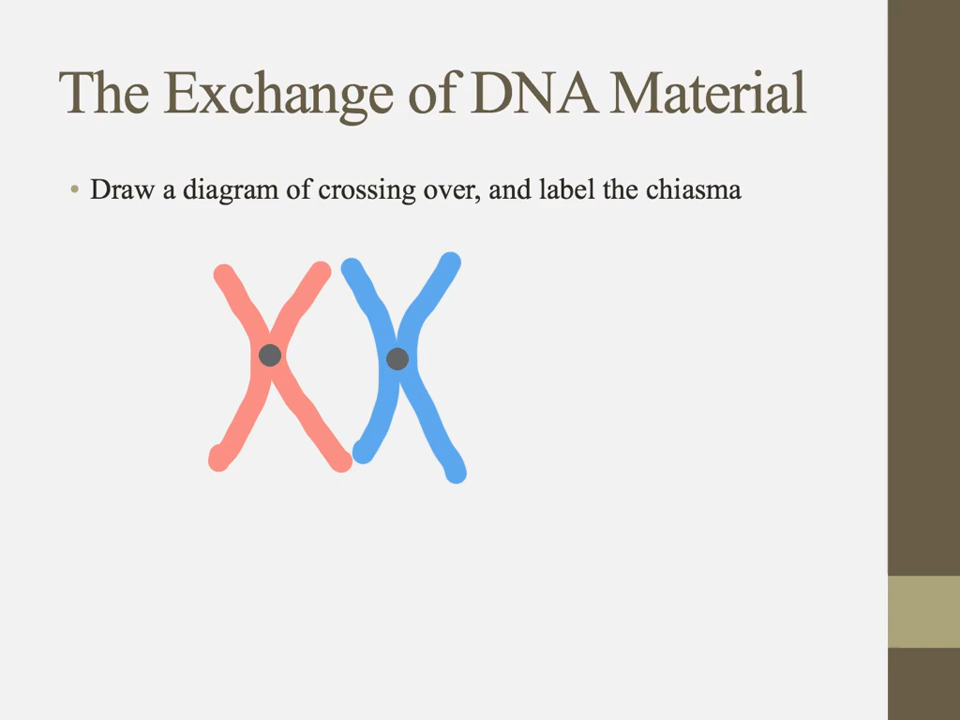 The Exchange of DNA Material
• Draw a diagram of crossing over, and label the chiasma